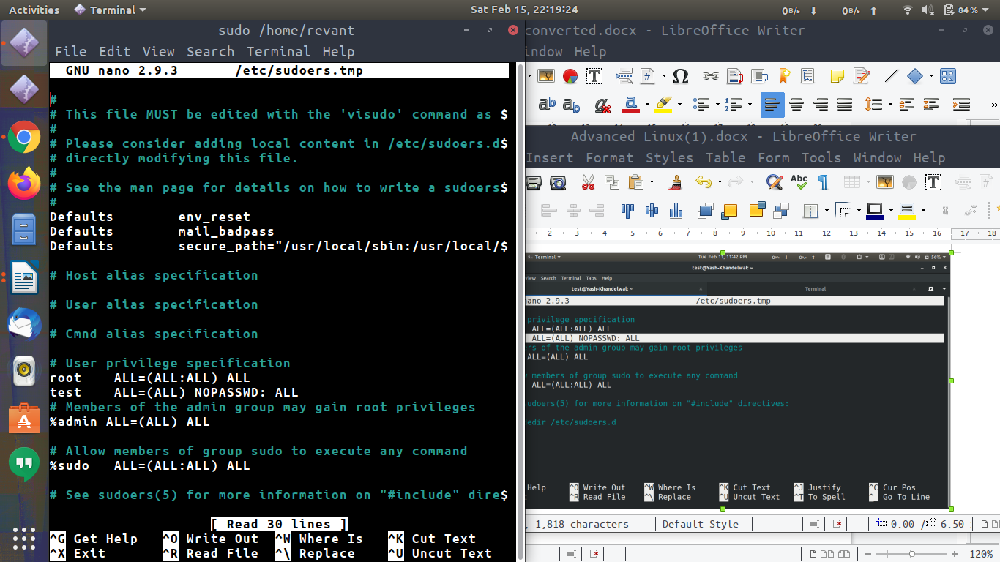 Activities Terminal Sat Feb 15, 22:19:24 0B/s 0B/s 84%
sudo /home/revant
File Edit View Search Terminal Help
GNU nano 2.9.3 /etc/sudoers.tmp
#
# This file MUST be edited with the 'visudo' command as $
#
# Please consider adding local content in /etc/sudoers.d$
# directly modifying this file.
#
# See the man page for details on how to write a sudoers$
#
Defaults env_reset
Defaults mail_badpass
Defaults secure_path="/usr/local/sbin:/usr/local/$
# Host alias specification
# User alias specification
# Cmnd alias specification
# User privilege specification
root ALL=(ALL:ALL) ALL
test ALL=(ALL) NOPASSWD: ALL
# Members of the admin group may gain root privileges
%admin ALL=(ALL) ALL
# Allow members of group sudo to execute any command
%sudo ALL=(ALL:ALL) ALL
# See sudoers(5) for more information on "#include" dire$
[ Read 30 lines ]
^G Get Help ^O Write Out ^W Where Is ^K Cut Text
^X Exit ^R Read File ^\ Replace ^U Uncut Text
converted.docx - LibreOffice Writer
indow Help
Advanced Linux(1).docx - LibreOffice Writer
Insert Format Styles Table Form Tools Window Help
Abc
2 3 4 5 6 7 8 9 10 11 12 13 14 15 16 17 18
Terminal Tue Feb 11, 11:42 PM 56%
test@Yash-Khandelwal: ~
View Search Terminal Tabs Help
test@Yash-Khandelwal: ~ Terminal
nano 2.9.3 /etc/sudoers.tmp
privilege specification
ALL=(ALL:ALL) ALL
ALL=(ALL) NOPASSWD: ALL
ers of the admin group may gain root privileges
ALL=(ALL) ALL
w members of group sudo to execute any command
ALL=(ALL:ALL) ALL
sudoers(5) for more information on "#include" directives:
dedir /etc/sudoers.d
Help ^O Write Out ^W Where Is ^K Cut Text ^J Justify ^C Cur Pos
^R Read File ^\ Replace ^U Uncut Text ^T To Spell ^_ Go To Line
, 1,818 characters Default Style 0.00 / 6.50
120%